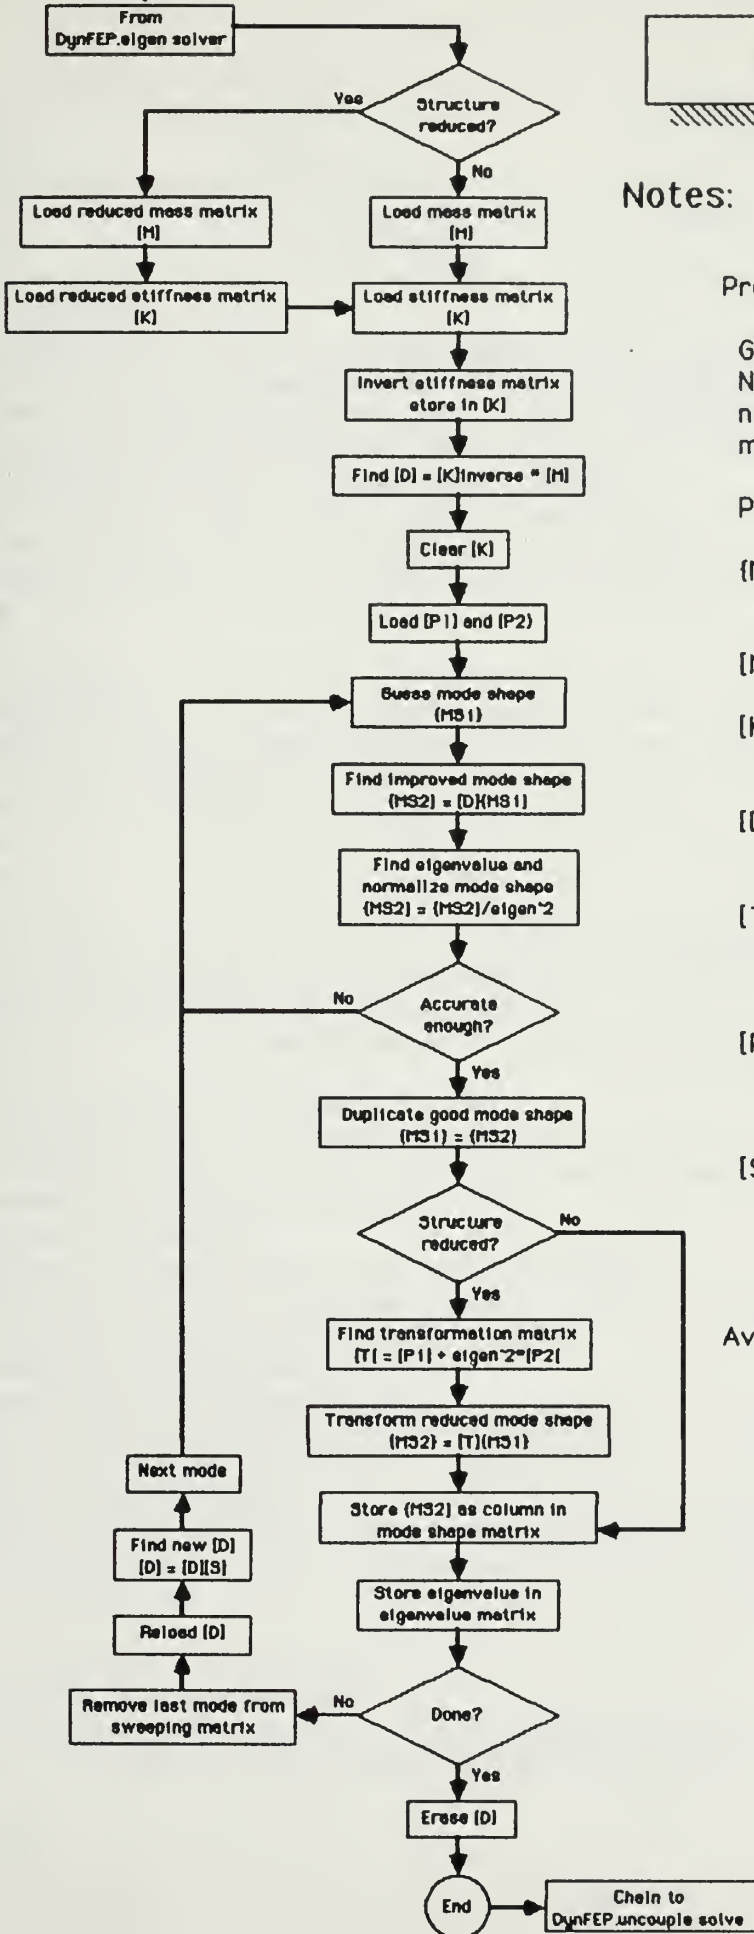 From
DynFEP.eigen solver
Structure
reduced?
Yes
No
Load reduced mass matrix
[M]
Load mass matrix
[M]
Load reduced stiffness matrix
[K]
Load stiffness matrix
[K]
Invert stiffness matrix
store in [K]
Find [D] = [K]inverse * [M]
Clear [K]
Load [P1] and [P2)
Guess mode shape
{MS1}
Find improved mode shape
{MS2} = [D]{MS1]
Find eigenvalue and
normalize mode shape
{MS2] = {MS2]/eigen^2
Accurate
enough?
No
Yes
Duplicate good mode shape
{MS1) = {MS2)
Structure
reduced?
No
Yes
Find transformation matrix
[T[ = [P1] + eigen^2*[P2[
Transform reduced mode shape
{MS2} = [T]{MS1}
Store {MS2] as column in
mode shape matrix
Store eigenvalue in
eigenvalue matrix
Done?
No
Yes
Remove last mode from
sweeping matrix
Reload [D]
Find new [D]
[D] = [D][S]
Next mode
Erase [D]
End
Chain to
DynFEP.uncouple solve
Notes: